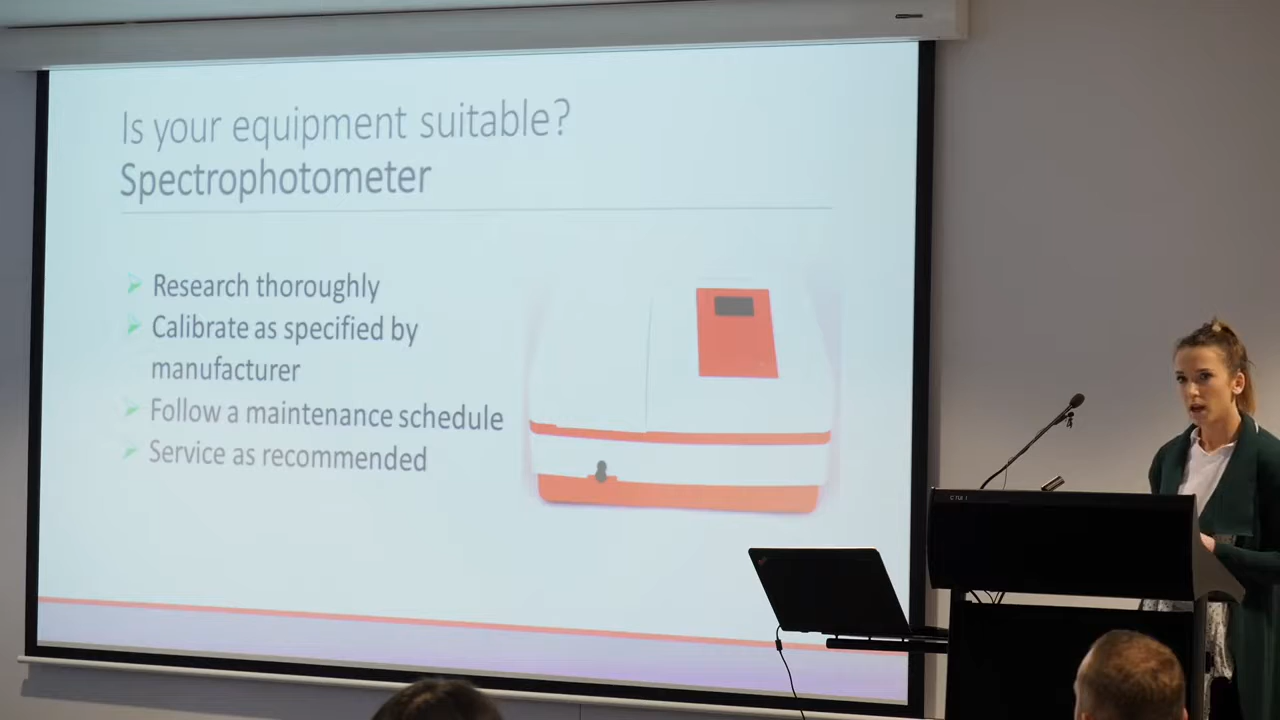 Is your equipment suitable?
Spectrophotometer
Research thoroughly
Calibrate as specified by
manufacturer
Follow a maintenance schedule
Service as recommended